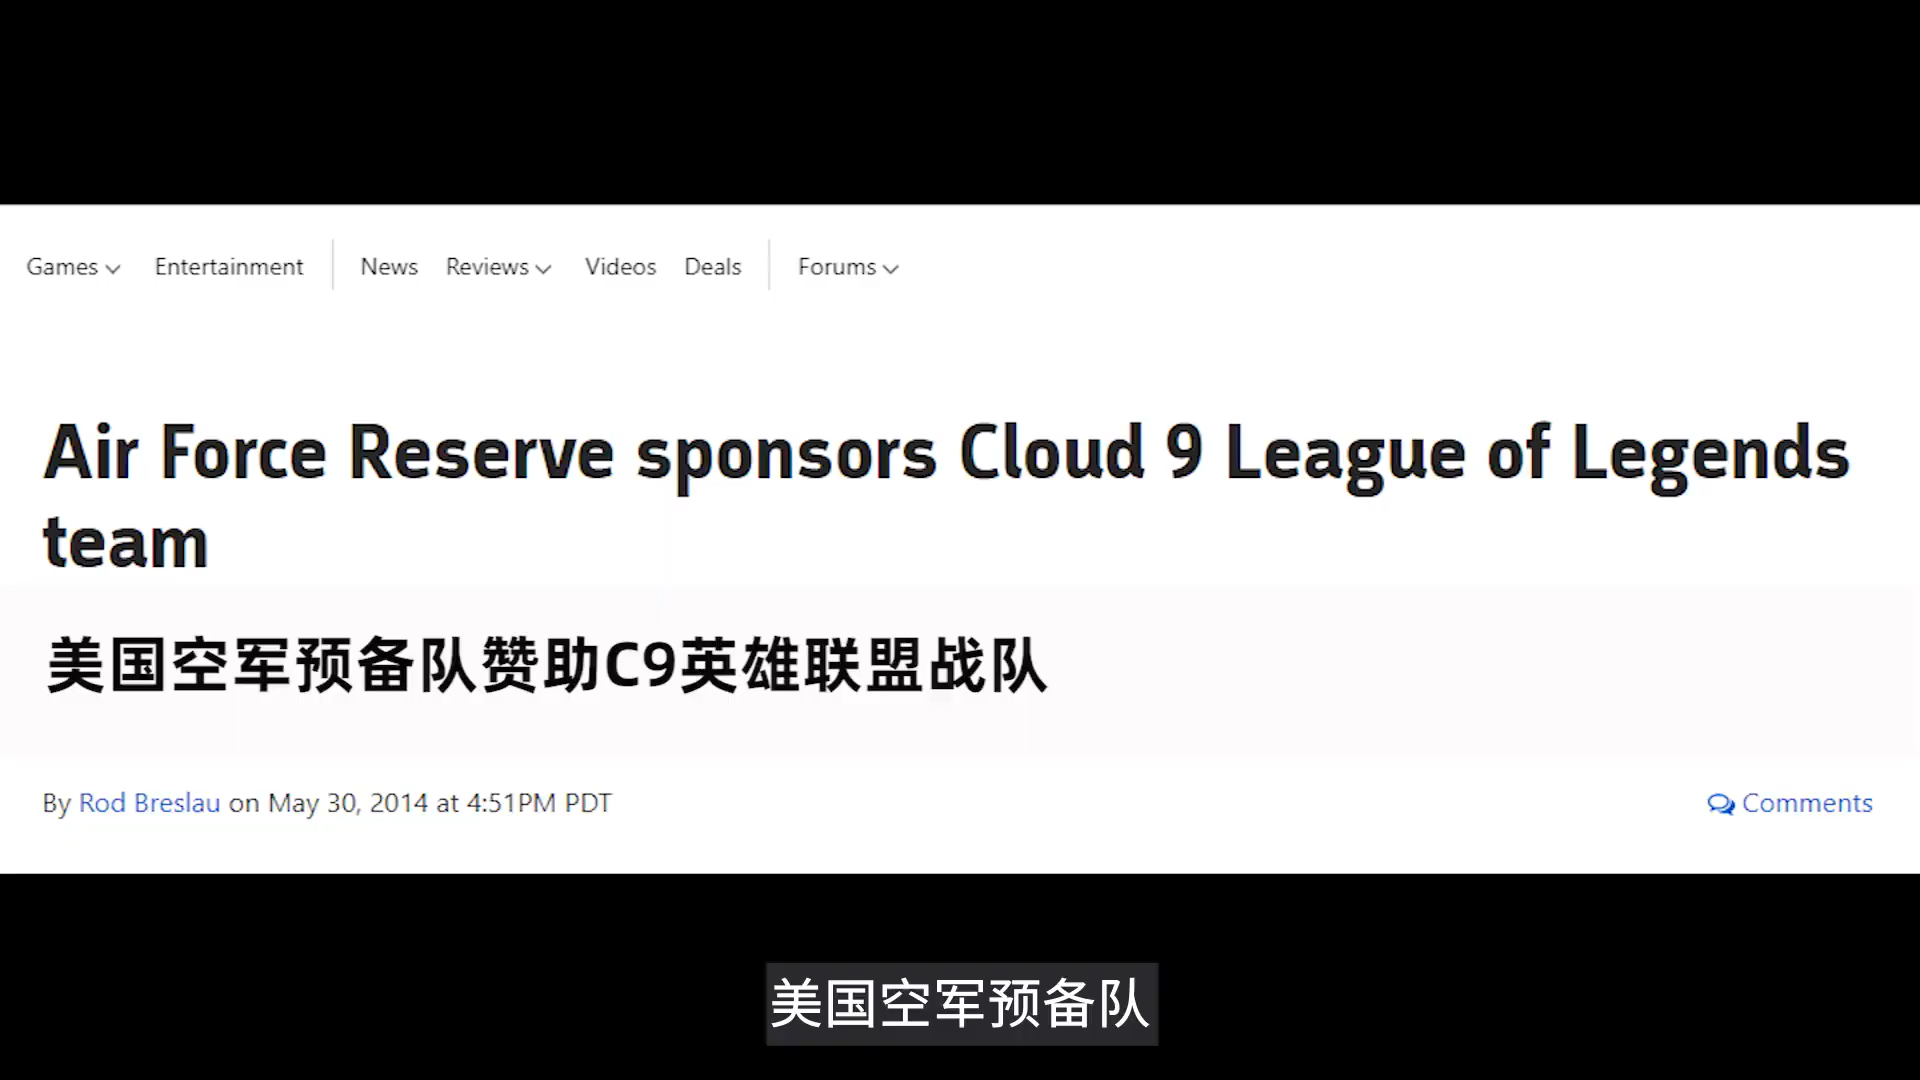 Games Entertainment News Reviews Videos Deals Forums
Air Force Reserve sponsors Cloud 9 League of Legends
team
美国空军预备队赞助C9英雄联盟战队
By Rod Breslau on May 30, 2014 at 4:51PM PDT Comments
美国空军预备队